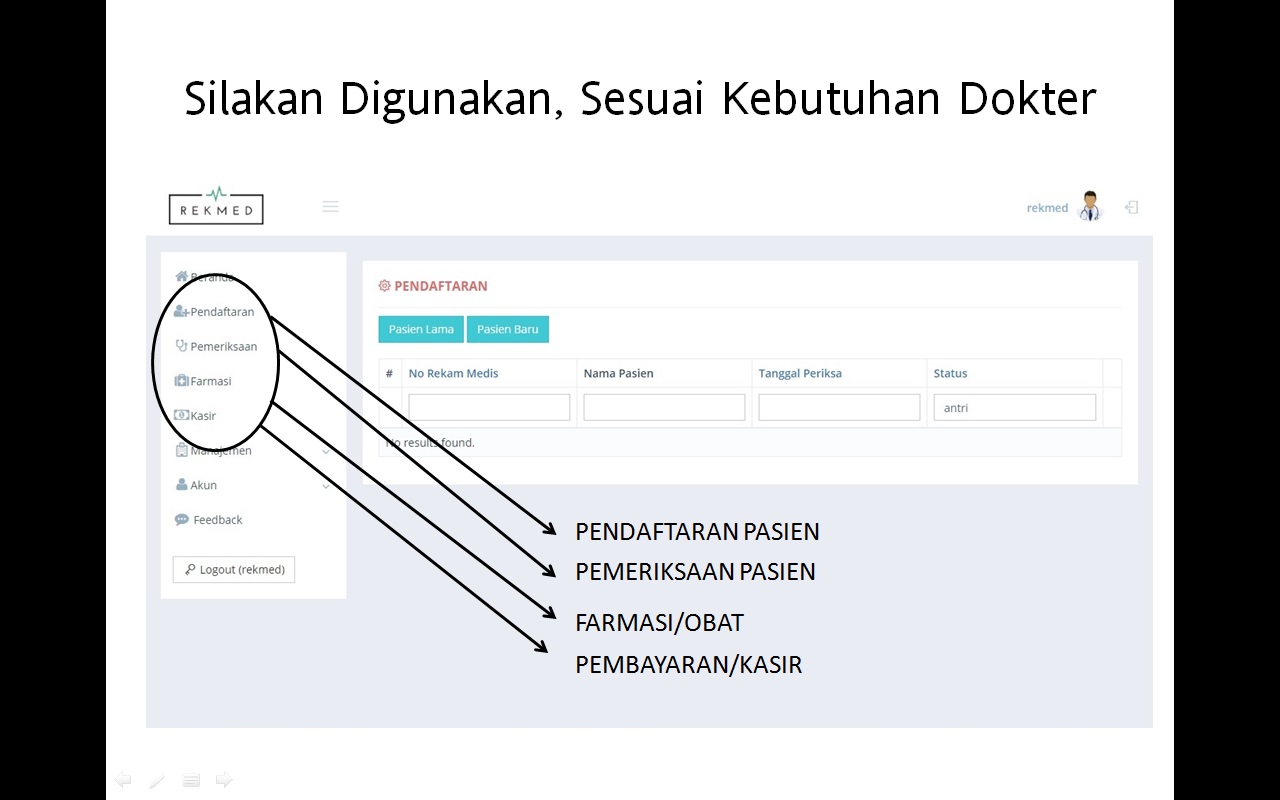 Silakan Digunakan, Sesuai Kebutuhan Dokter
REKMED
rekmed
Beranda
Pendaftaran
Pemeriksaan
Farmasi
Kasir
Manajemen
Akun
Feedback
Logout (rekmed)
PENDAFTARAN
Pasien Lama Pasien Baru
# No Rekam Medis Nama Pasien Tanggal Periksa Status
antri
No results found.
PENDAFTARAN PASIEN
PEMERIKSAAN PASIEN
FARMASI/OBAT
PEMBAYARAN/KASIR